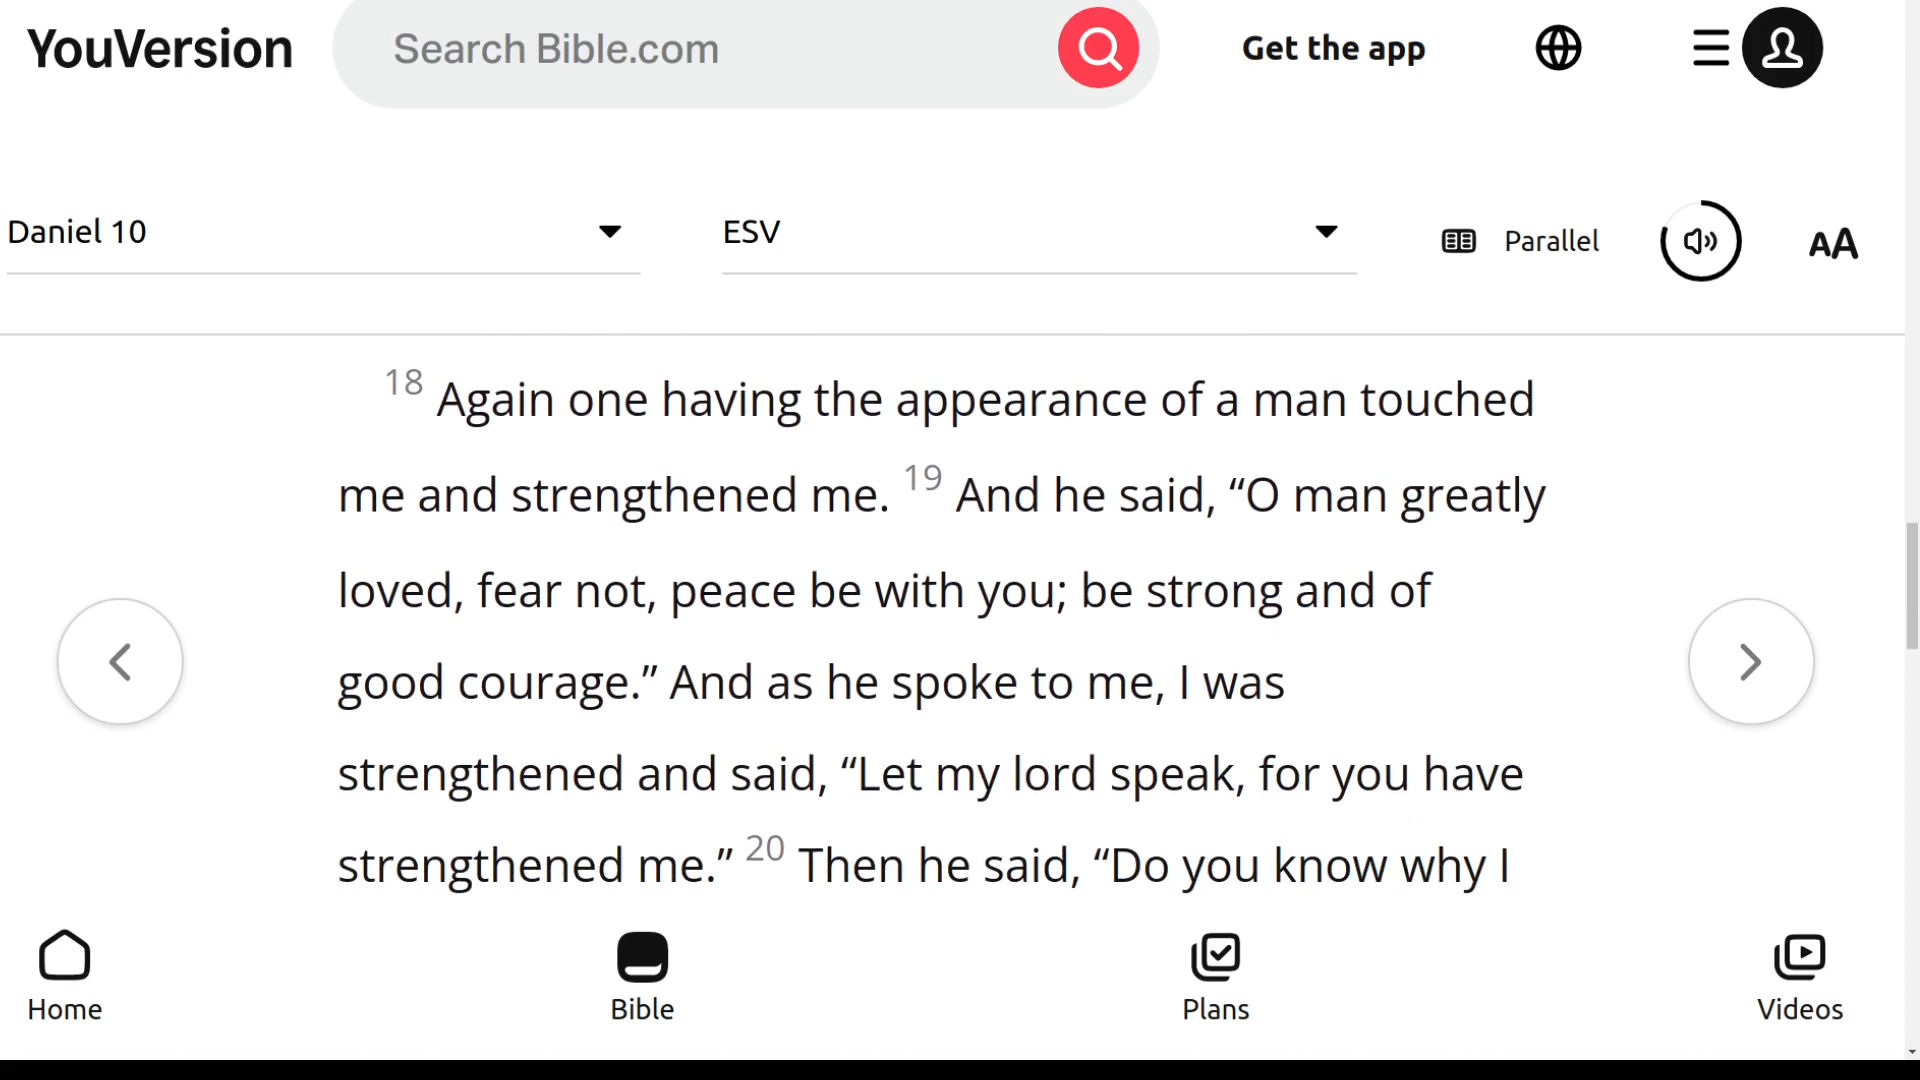 YouVersion
Search Bible.com
Get the app
Daniel 10
ESV
Parallel
AA
18 Again one having the appearance of a man touched
me and strengthened me. 19 And he said, “O man greatly
loved, fear not, peace be with you; be strong and of
good courage.” And as he spoke to me, I was
strengthened and said, “Let my lord speak, for you have
strengthened me.” 20 Then he said, “Do you know why I
Home
Bible
Plans
Videos